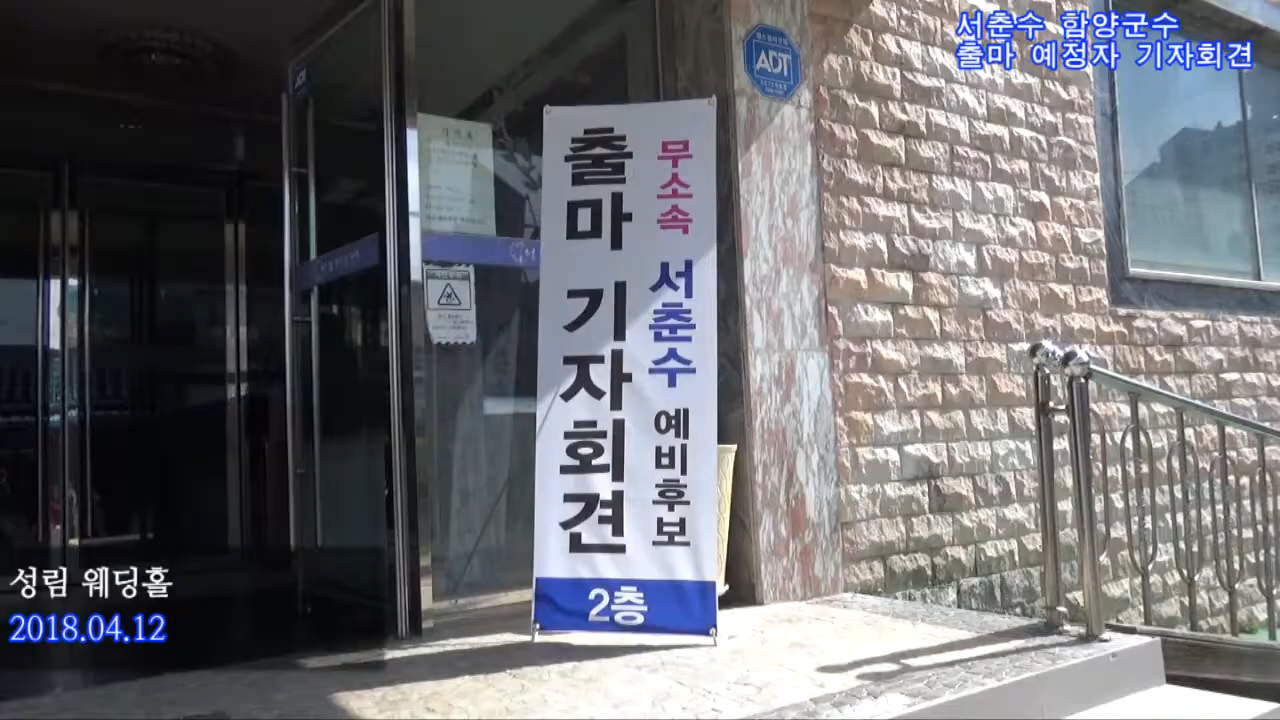 서춘수 함양군수
출마 예정자 기자회견
ADT
무소속 서춘수 예비후보
출마 기자회견
2층
성림 웨딩홀
2018.04.12